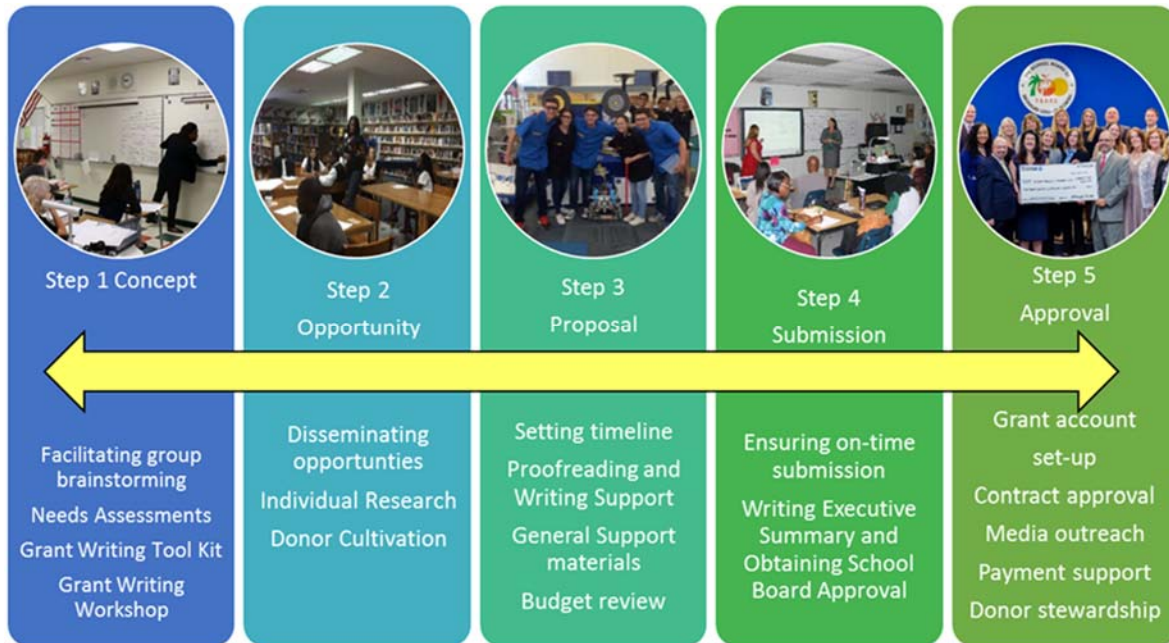 Step 1 Concept
Facilitating group
brainstorming
Needs Assessments
Grant Writing Tool Kit
Grant Writing
Workshop
Step 2
Opportunity
Disseminating
opportunties
Individual Research
Donor Cultivation
Step 3
Proposal
Setting timeline
Proofreading and
Writing Support
General Support
materials
Budget review
Step 4
Submission
Ensuring on-time
submission
Writing Executive
Summary and
Obtaining School
Board Approval
Step 5
Approval
Grant account
set-up
Contract approval
Media outreach
Payment support
Donor stewardship